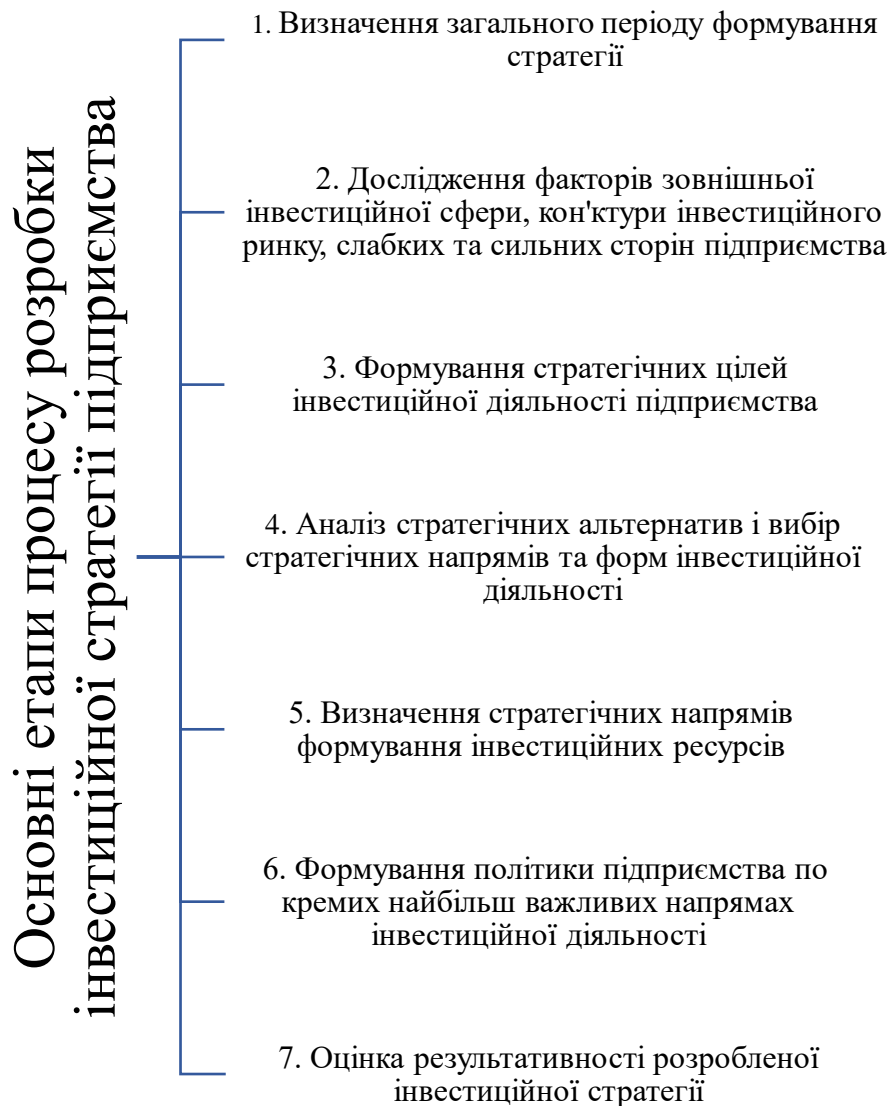 Основні етапи процесу розробки
інвестиційної стратегії підприємства
1. Визначення загального періоду формування
стратегії
2. Дослідження факторів зовнішньої
інвестиційної сфери, кон'ктури інвестиційного
ринку, слабких та сильних сторін підприємства
3. Формування стратегічних цілей
інвестиційної діяльності підприємства
4. Аналіз стратегічних альтернатив і вибір
стратегічних напрямів та форм інвестиційної
діяльності
5. Визначення стратегічних напрямів
формування інвестиційних ресурсів
6. Формування політики підприємства по
кремих найбільш важливих напрямах
інвестиційної діяльності
7. Оцінка результативності розробленої
інвестиційної стратегії